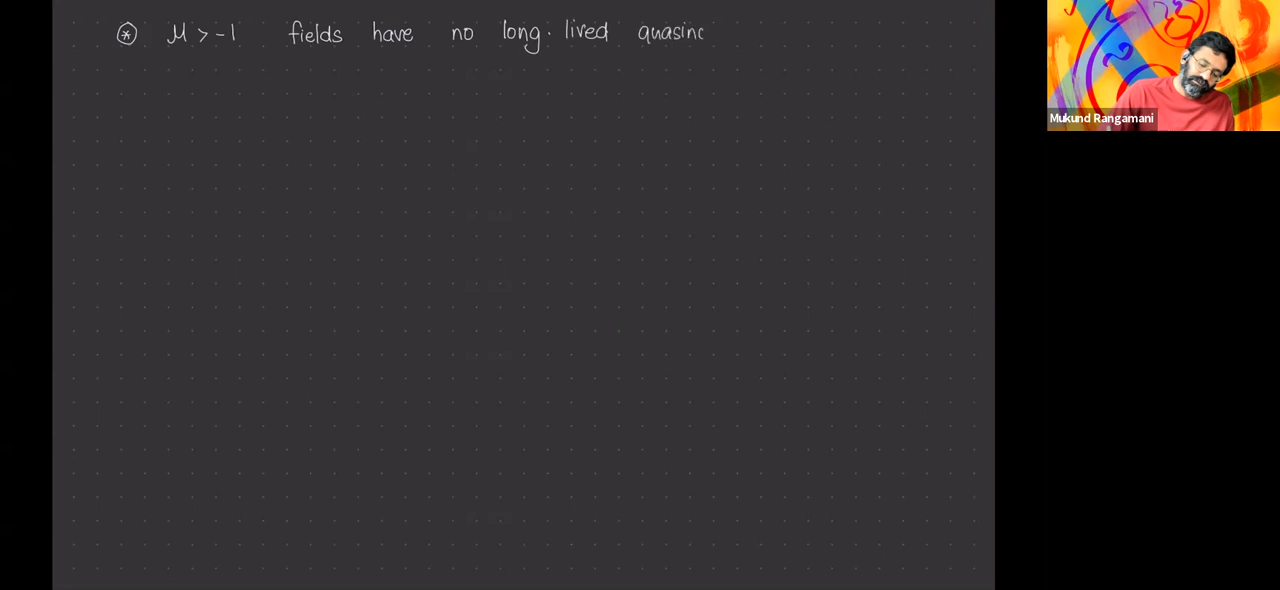 ⊛ M > -1 fields have no long-lived quasinc
Mukund Rangamani